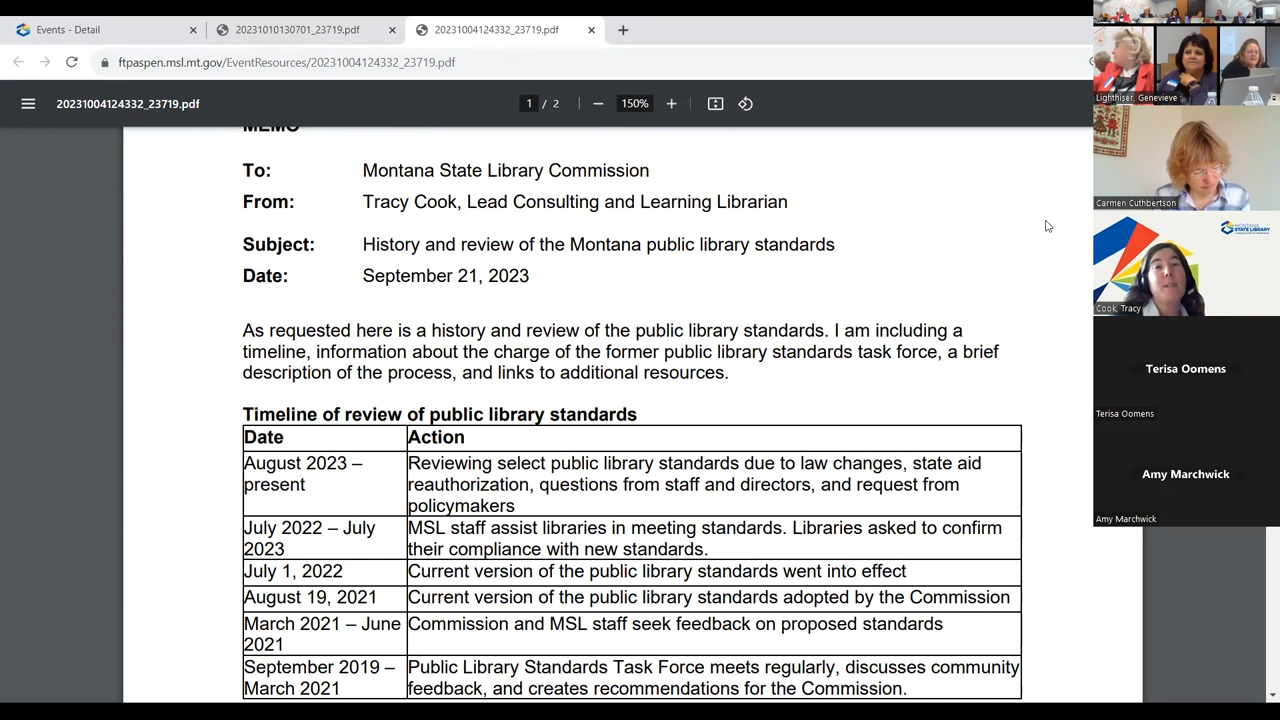 Events - Detail
20231010130701_23719.pdf
20231004124332_23719.pdf
ftpaspen.msl.mt.gov/EventResources/20231004124332_23719.pdf
20231004124332_23719.pdf
1 / 2
150%
MEMO
To: Montana State Library Commission
From: Tracy Cook, Lead Consulting and Learning Librarian
Subject: History and review of the Montana public library standards
Date: September 21, 2023
As requested here is a history and review of the public library standards. I am including a
timeline, information about the charge of the former public library standards task force, a brief
description of the process, and links to additional resources.
Timeline of review of public library standards
Date Action
August 2023 – Reviewing select public library standards due to law changes, state aid
present reauthorization, questions from staff and directors, and request from
policymakers
July 2022 – July MSL staff assist libraries in meeting standards. Libraries asked to confirm
2023 their compliance with new standards.
July 1, 2022 Current version of the public library standards went into effect
August 19, 2021 Current version of the public library standards adopted by the Commission
March 2021 – June Commission and MSL staff seek feedback on proposed standards
2021
September 2019 – Public Library Standards Task Force meets regularly, discusses community
March 2021 feedback, and creates recommendations for the Commission.
Lighthiser, Genevieve
Carmen Cuthbertson
MONTANA
STATE LIBRARY
Cook, Tracy
Terisa Oomens
Terisa Oomens
Amy Marchwick
Amy Marchwick